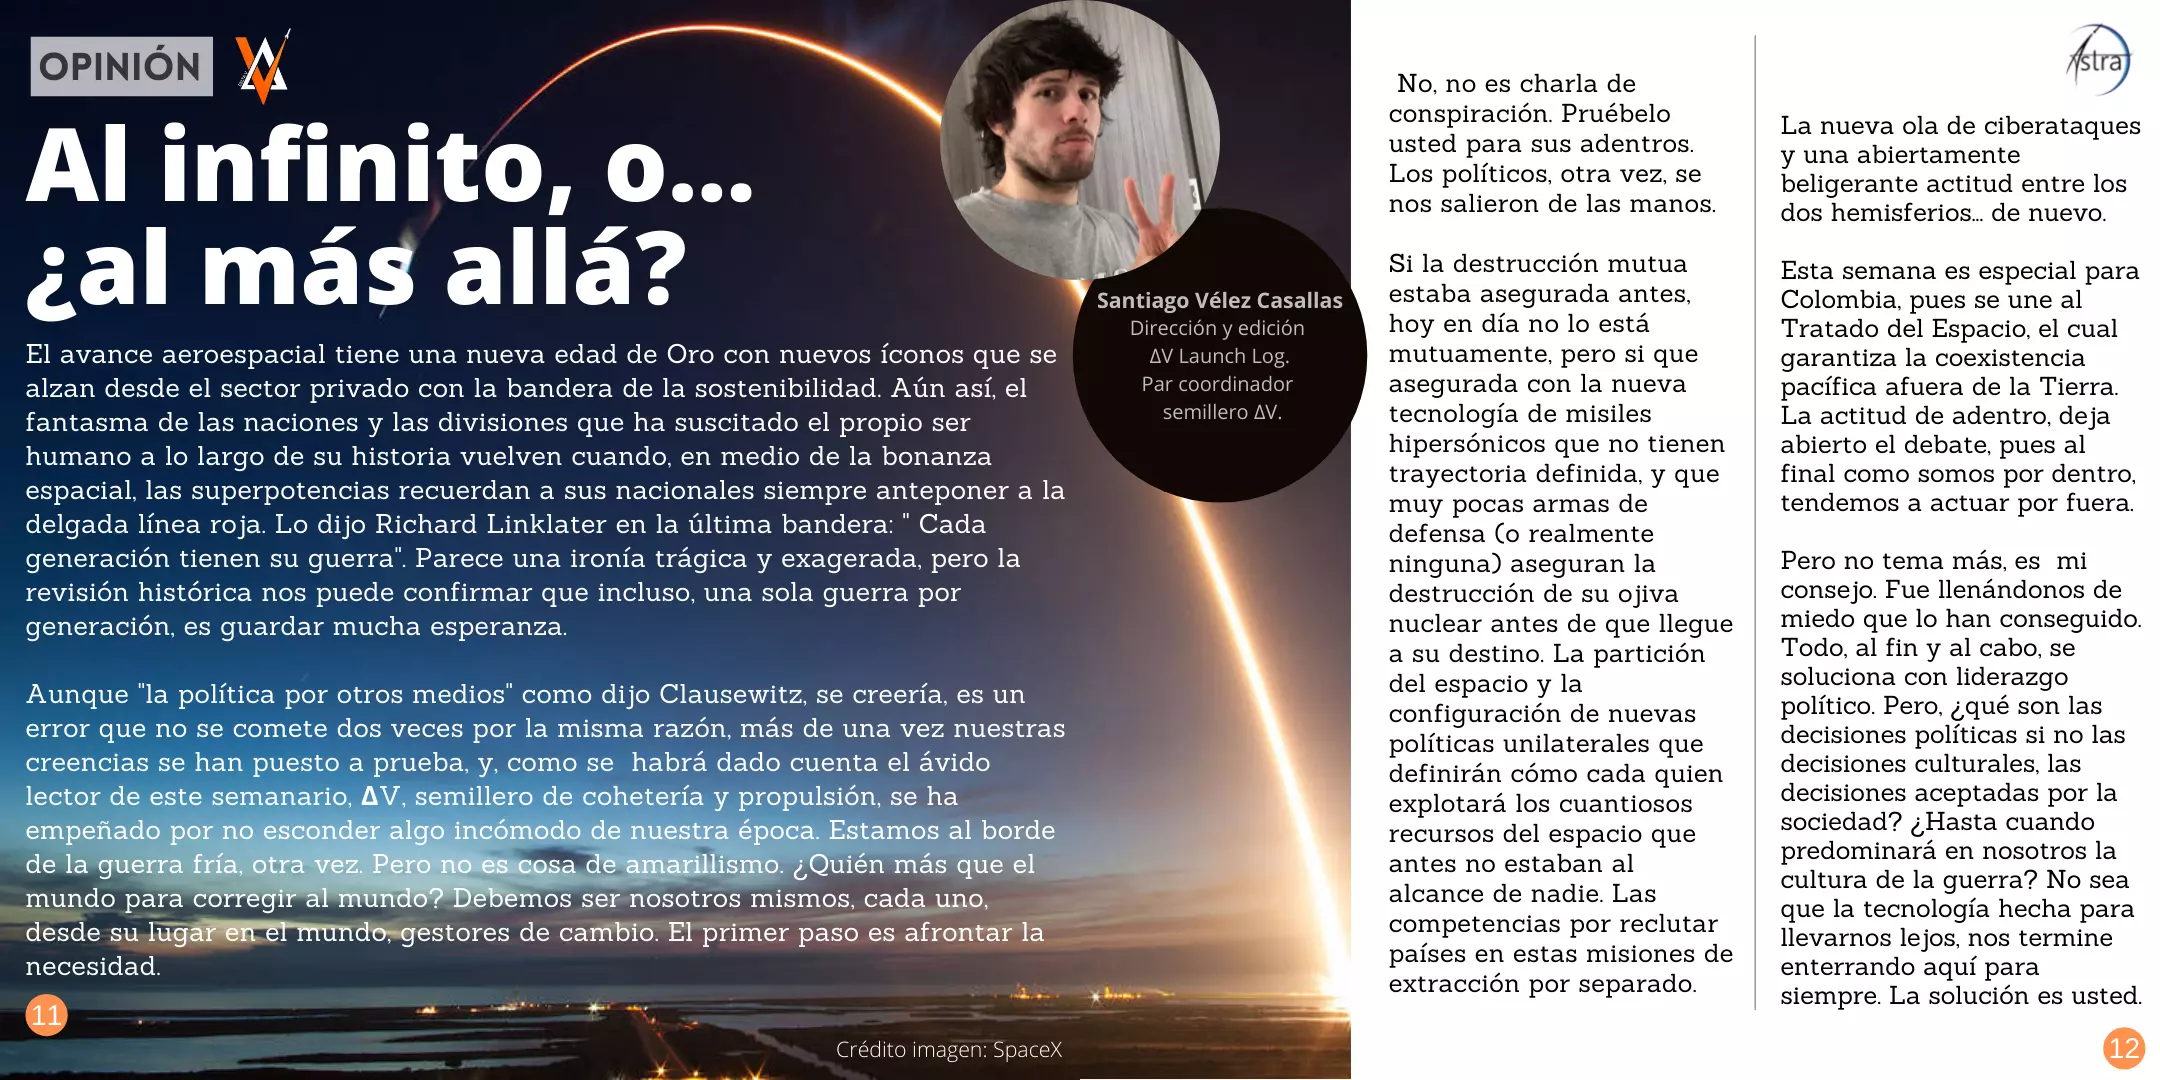 OPINIÓN
Al infinito, o...
¿al más allá?
El avance aeroespacial tiene una nueva edad de Oro con nuevos íconos que se
alzan desde el sector privado con la bandera de la sostenibilidad. Aún así, el
fantasma de las naciones y las divisiones que ha suscitado el propio ser
humano a lo largo de su historia vuelven cuando, en medio de la bonanza
espacial, las superpotencias recuerdan a sus nacionales siempre anteponer a la
delgada línea roja. Lo dijo Richard Linklater en la última bandera: " Cada
generación tienen su guerra". Parece una ironía trágica y exagerada, pero la
revisión histórica nos puede confirmar que incluso, una sola guerra por
generación, es guardar mucha esperanza.
Aunque "la política por otros medios" como dijo Clausewitz, se creería, es un
error que no se comete dos veces por la misma razón, más de una vez nuestras
creencias se han puesto a prueba, y, como se  habrá dado cuenta el ávido
lector de este semanario, ΔV, semillero de cohetería y propulsión, se ha
empeñado por no esconder algo incómodo de nuestra época. Estamos al borde
de la guerra fría, otra vez. Pero no es cosa de amarillismo. ¿Quién más que el
mundo para corregir al mundo? Debemos ser nosotros mismos, cada uno,
desde su lugar en el mundo, gestores de cambio. El primer paso es afrontar la
necesidad.
11
Santiago Vélez Casallas
Dirección y edición
ΔV Launch Log.
Par coordinador
semillero ΔV.
Crédito imagen: SpaceX
No, no es charla de
conspiración. Pruébelo
usted para sus adentros.
Los políticos, otra vez, se
nos salieron de las manos.
Si la destrucción mutua
estaba asegurada antes,
hoy en día no lo está
mutuamente, pero si que
asegurada con la nueva
tecnología de misiles
hipersónicos que no tienen
trayectoria definida, y que
muy pocas armas de
defensa (o realmente
ninguna) aseguran la
destrucción de su ojiva
nuclear antes de que llegue
a su destino. La partición
del espacio y la
configuración de nuevas
políticas unilaterales que
definirán cómo cada quien
explotará los cuantiosos
recursos del espacio que
antes no estaban al
alcance de nadie. Las
competencias por reclutar
países en estas misiones de
extracción por separado.
Astra
La nueva ola de ciberataques
y una abiertamente
beligerante actitud entre los
dos hemisferios... de nuevo.
Esta semana es especial para
Colombia, pues se une al
Tratado del Espacio, el cual
garantiza la coexistencia
pacífica afuera de la Tierra.
La actitud de adentro, deja
abierto el debate, pues al
final como somos por dentro,
tendemos a actuar por fuera.
Pero no tema más, es  mi
consejo. Fue llenándonos de
miedo que lo han conseguido.
Todo, al fin y al cabo, se
soluciona con liderazgo
político. Pero, ¿qué son las
decisiones políticas si no las
decisiones culturales, las
decisiones aceptadas por la
sociedad? ¿Hasta cuando
predominará en nosotros la
cultura de la guerra? No sea
que la tecnología hecha para
llevarnos lejos, nos termine
enterrando aquí para
siempre. La solución es usted.
12